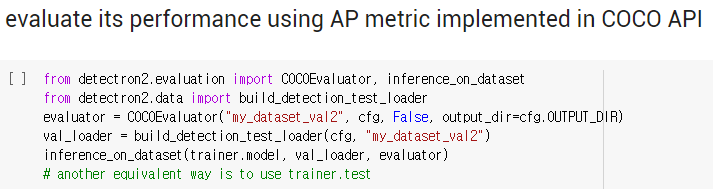 evaluate its performance using AP metric implemented in COCO API
[ ] from detectron2.evaluation import COCOEvaluator, inference_on_dataset
from detectron2.data import build_detection_test_loader
evaluator = COCOEvaluator("my_dataset_val2", cfg, False, output_dir=cfg.OUTPUT_DIR)
val_loader = build_detection_test_loader(cfg, "my_dataset_val2")
inference_on_dataset(trainer.model, val_loader, evaluator)
# another equivalent way is to use trainer.test